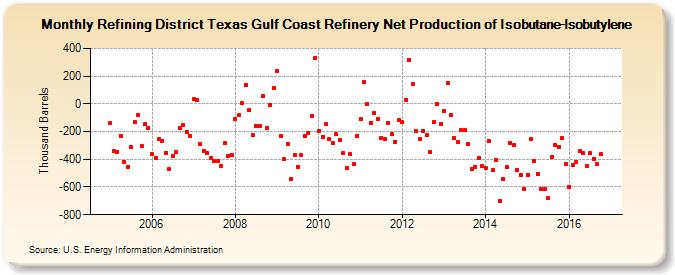 Monthly Refining District Texas Gulf Coast Refinery Net Production of Isobutane-Isobutylene
Thousand Barrels
400
200
0
-200
-400
-600
-800
2006 2008 2010 2012 2014 2016
Source: U.S. Energy Information Administration